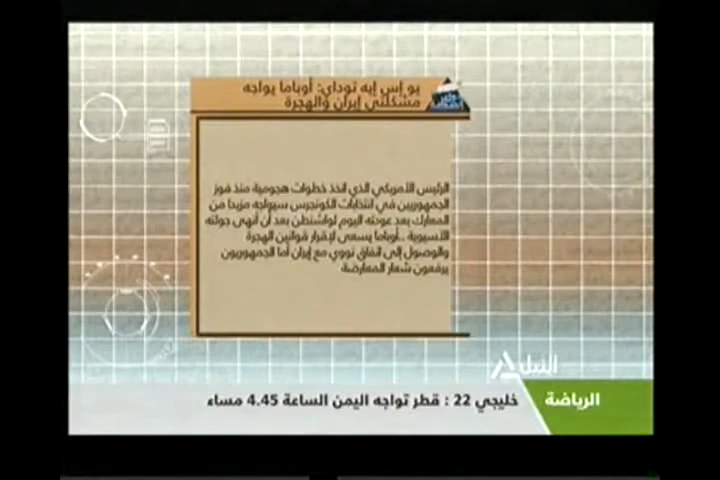 يو إس إيه توداي: أوباما يواجه
مشكلتي إيران والهجرة
الرئيس الأمريكي الذي اتخذ خطوات هجومية منذ فوز
الجمهوريين في انتخابات الكونجرس سيواجه مزيدا من
المعارك بعد عودته اليوم لواشنطن بعد أن أنهى جولته
الآسيوية ..أوباما يسعى لإقرار قوانين الهجرة
والوصول إلى اتفاق نووي مع إيران أما الجمهوريون
يرفعون شعار المعارضة
النيل
الرياضة
خليجي 22 : قطر تواجه اليمن الساعة 4.45 مساء